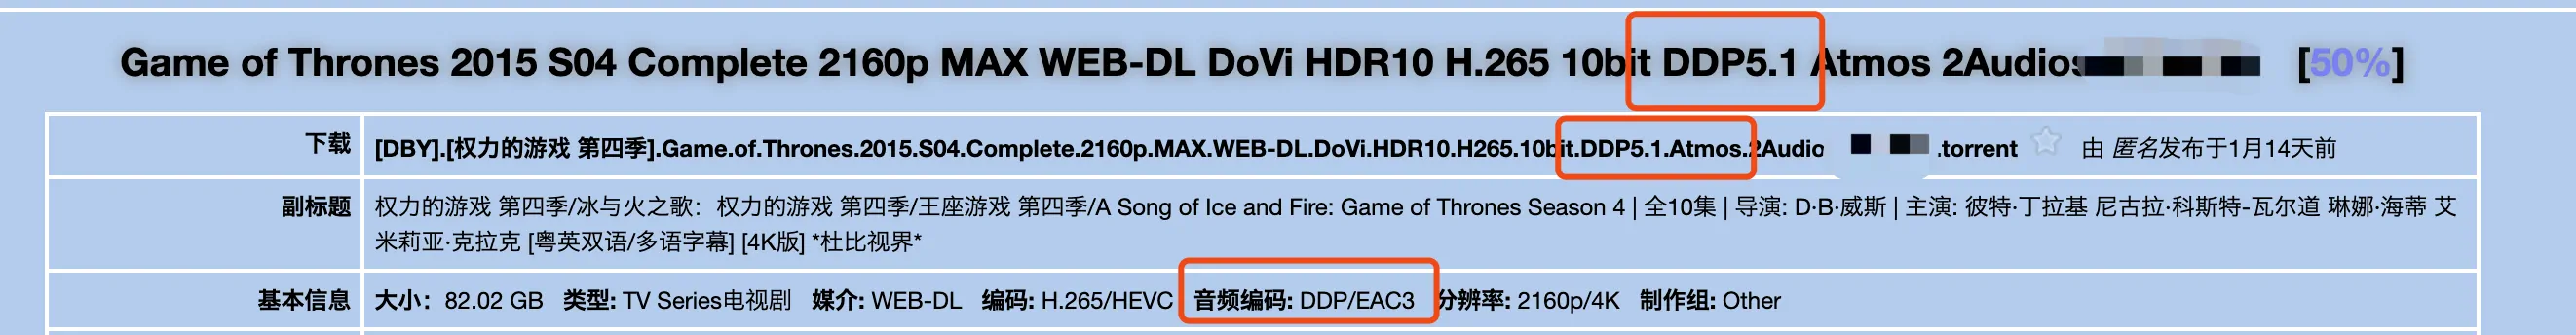 Game of Thrones 2015 S04 Complete 2160p MAX WEB-DL DoVi HDR10 H.265 10bit DDP5.1 Atmos 2Audios [50%]
下载 [DBY].[权力的游戏 第四季].Game.of.Thrones.2015.S04.Complete.2160p.MAX.WEB-DL.DoVi.HDR10.H265.10bit.DDP5.1.Atmos.2Audio .torrent 由 匿名发布于1月14天前
副标题 权力的游戏 第四季/冰与火之歌：权力的游戏 第四季/王座游戏 第四季/A Song of Ice and Fire: Game of Thrones Season 4 | 全10集 | 导演: D·B·威斯 | 主演: 彼特·丁拉基 尼古拉·科斯特-瓦尔道 琳娜·海蒂 艾
米莉亚·克拉克 [粤英双语/多语字幕] [4K版] *杜比视界*
基本信息 大小：82.02 GB 类型: TV Series电视剧 媒介: WEB-DL 编码: H.265/HEVC 音频编码: DDP/EAC3 分辨率: 2160p/4K 制作组: Other